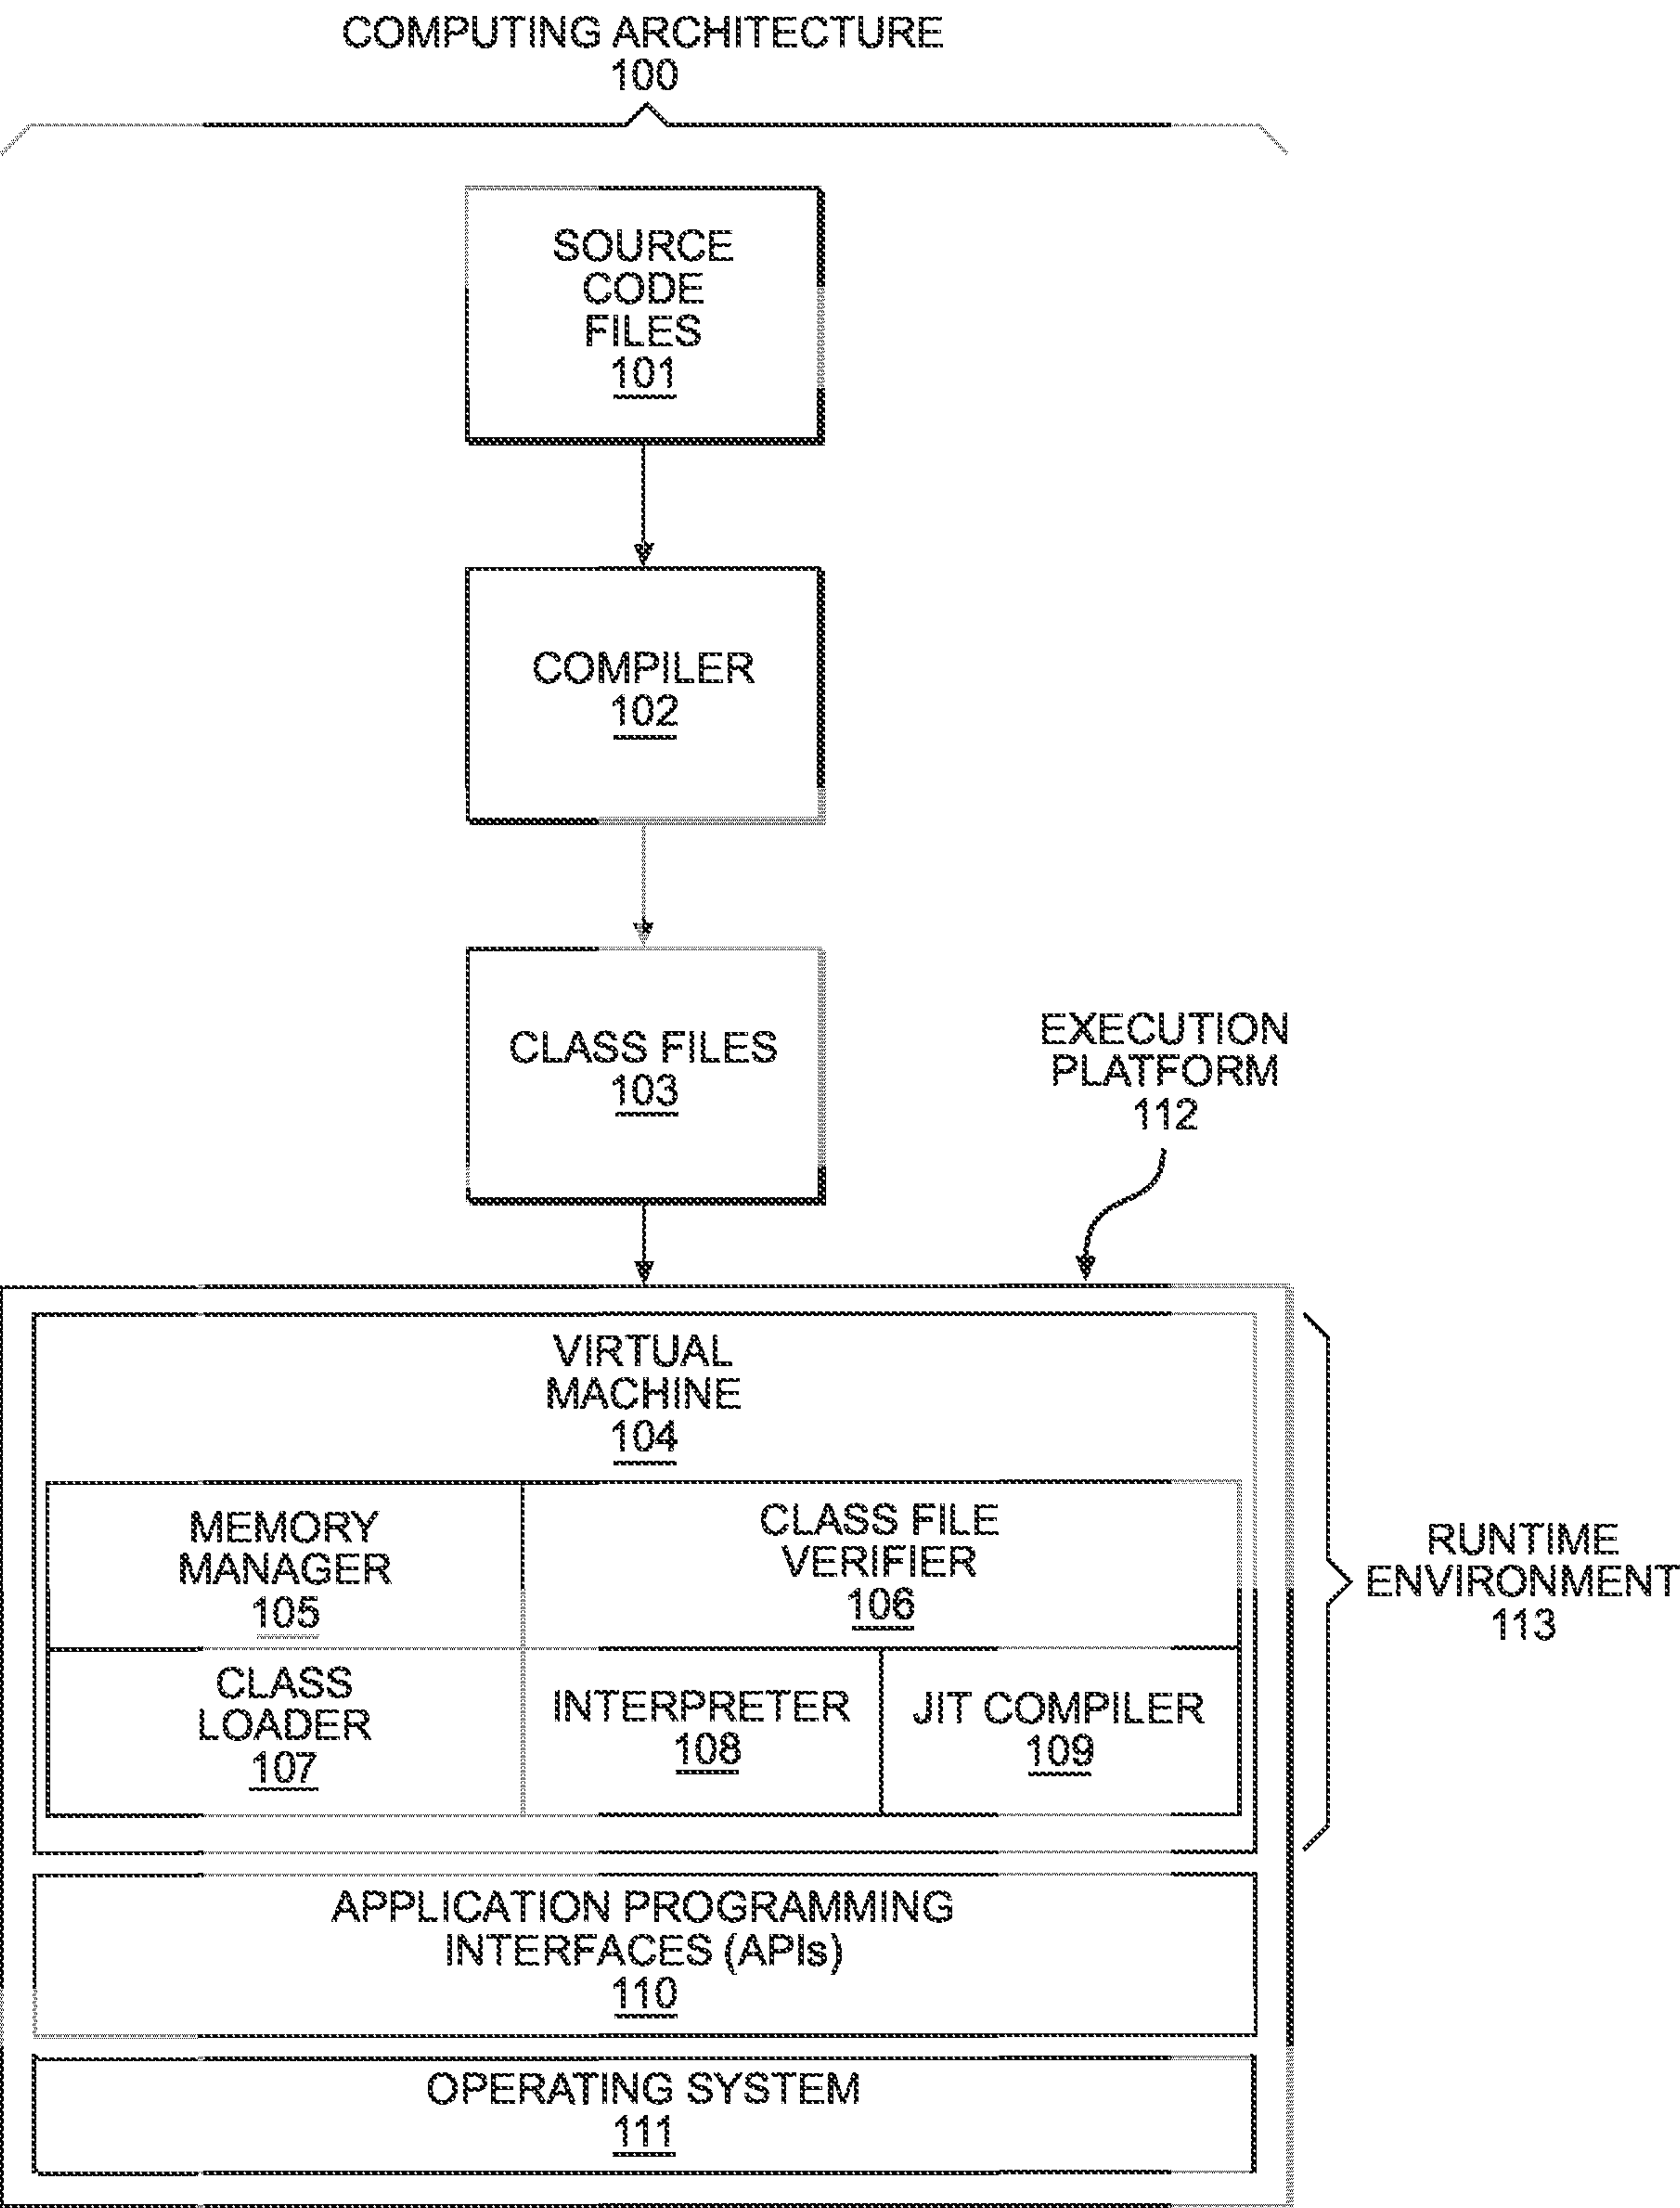 COMPUTING ARCHITECTURE
100
SOURCE
CODE
FILES
101
COMPILER
102
CLASS FILES
103
EXECUTION
PLATFORM
112
VIRTUAL
MACHINE
104
MEMORY
MANAGER
105
CLASS FILE
VERIFIER
106
CLASS
LOADER
107
INTERPRETER
108
JIT COMPILER
109
RUNTIME
ENVIRONMENT
113
APPLICATION PROGRAMMING
INTERFACES (APIs)
110
OPERATING SYSTEM
111